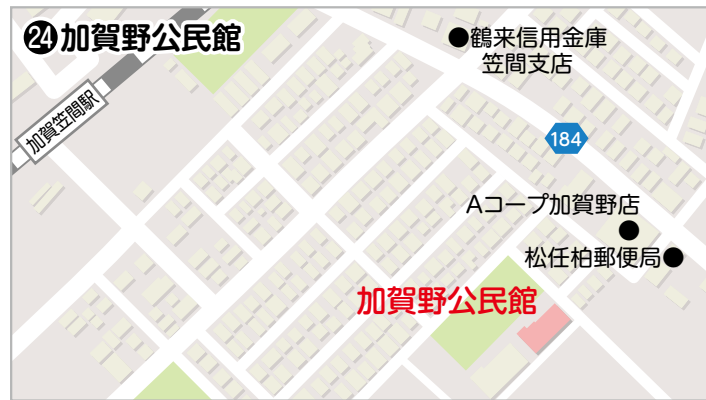 ㉔加賀野公民館
●鶴来信用金庫
笠間支店
加賀笠間駅
184
Aコープ加賀野店
●
松任柏郵便局●
加賀野公民館